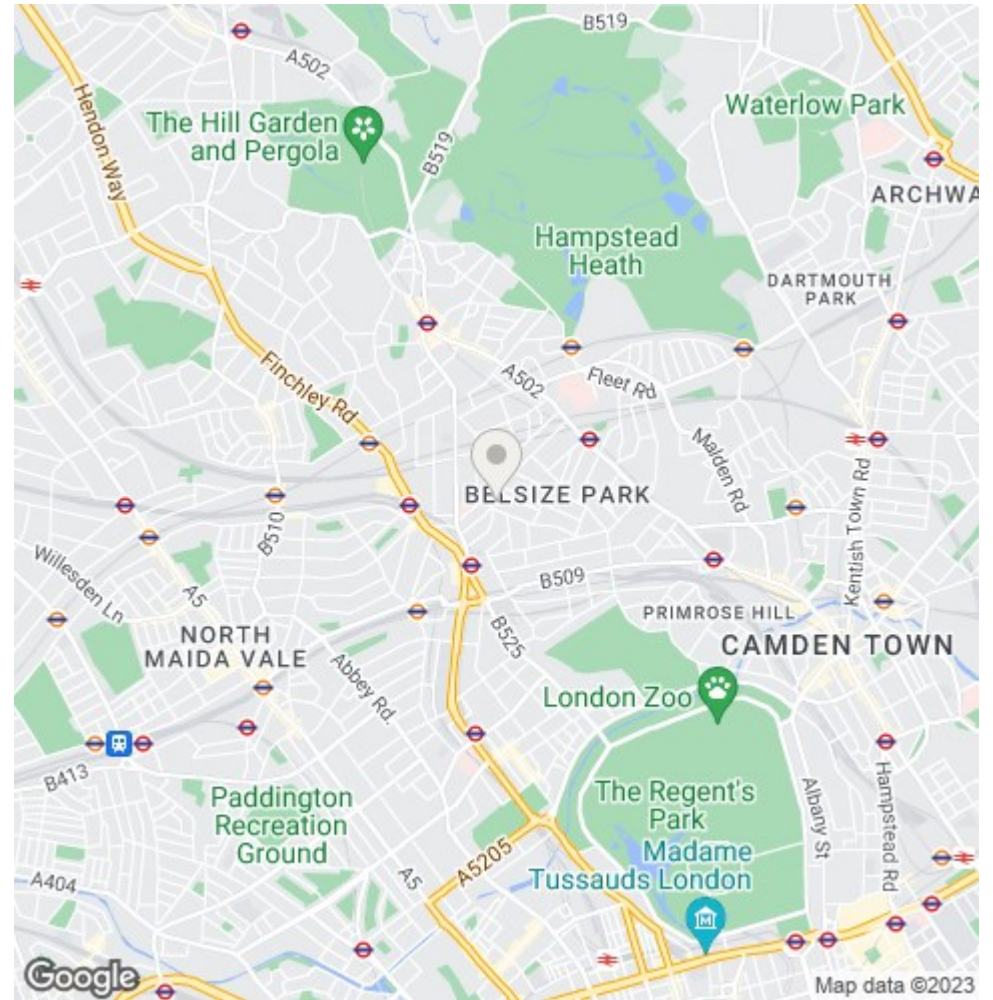 B519
A502
Hendon Way
The Hill Garden
and Pergola
B519
Waterlow Park
ARCHWA
Hampstead
Heath
DARTMOUTH
PARK
Finchley Rd
A502
Fleet Rd
Malden Rd
BELSIZE PARK
Kentish Town Rd
B510
Willesden Ln
A5
B509
PRIMROSE HILL
NORTH
MAIDA VALE
B525
CAMDEN TOWN
Abbey Rd.
London Zoo
B413
Paddington
Recreation
Ground
The Regent's
Park
Albany St
Hampstead Rd
Madame
Tussauds London
A5205
A404
A5
M
Google
Map data ©2023